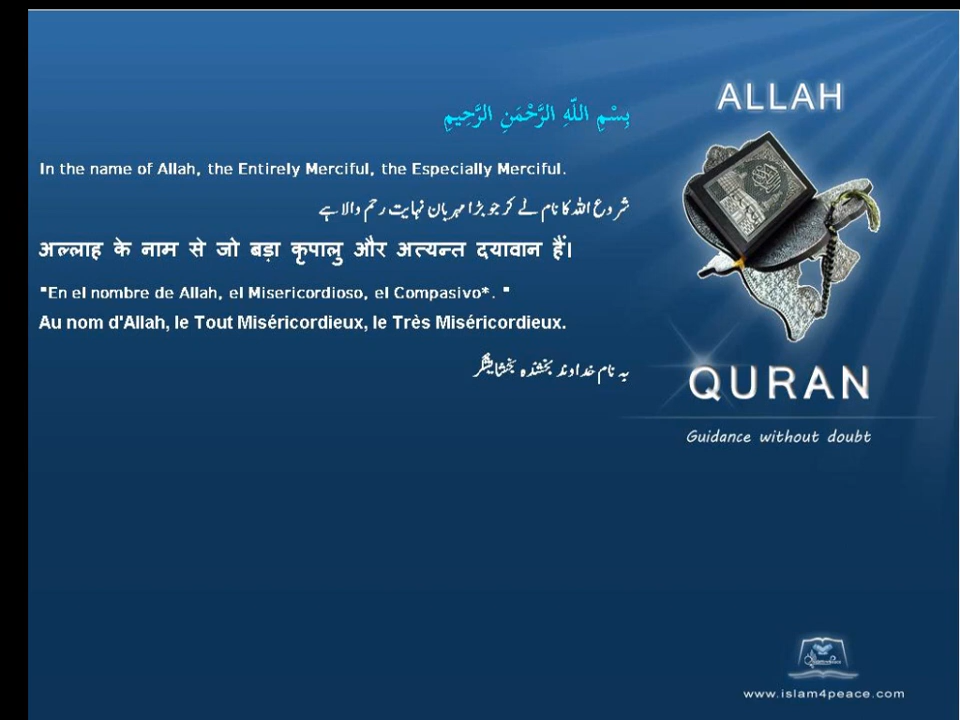 بِسْمِ اللَّهِ الرَّحْمَنِ الرَّحِيمِ
In the name of Allah, the Entirely Merciful, the Especially Merciful.
شروع الله کا نام لے کر جو بڑا مہربان نہایت رحم والا ہے
अल्लाह के नाम से जो बड़ा कृपालु और अत्यन्त दयावान हैं।
"En el nombre de Allah, el Misericordioso, el Compasivo*. "
Au nom d'Allah, le Tout Miséricordieux, le Très Miséricordieux.
به نام خداوند بخشنده بخشایشگر
ALLAH
QURAN
Guidance without doubt
www.islam4peace.com